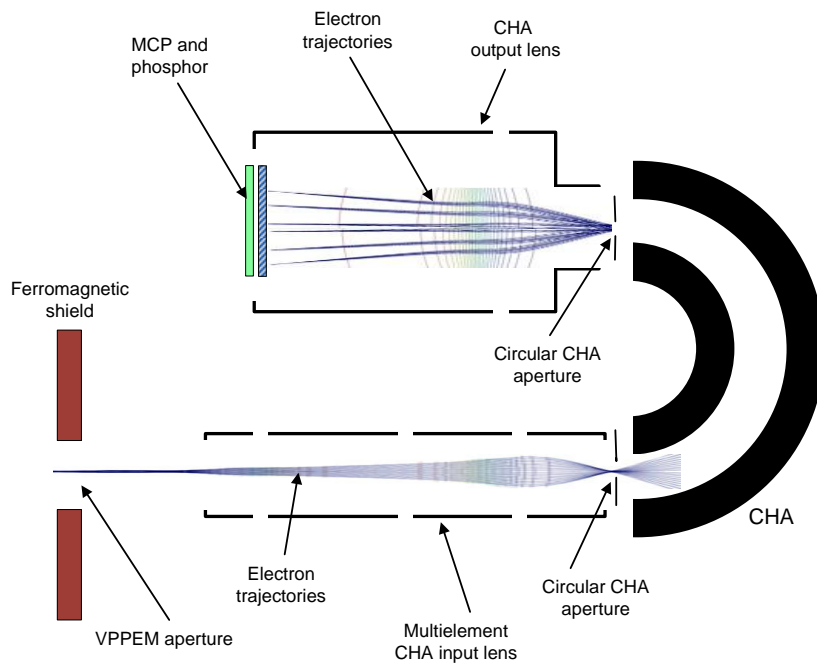 MCP and
phosphor
Electron
trajectories
CHA
output lens
Ferromagnetic
shield
Circular CHA
aperture
CHA
Electron
trajectories
Circular CHA
aperture
VPPEM aperture
Multielement
CHA input lens